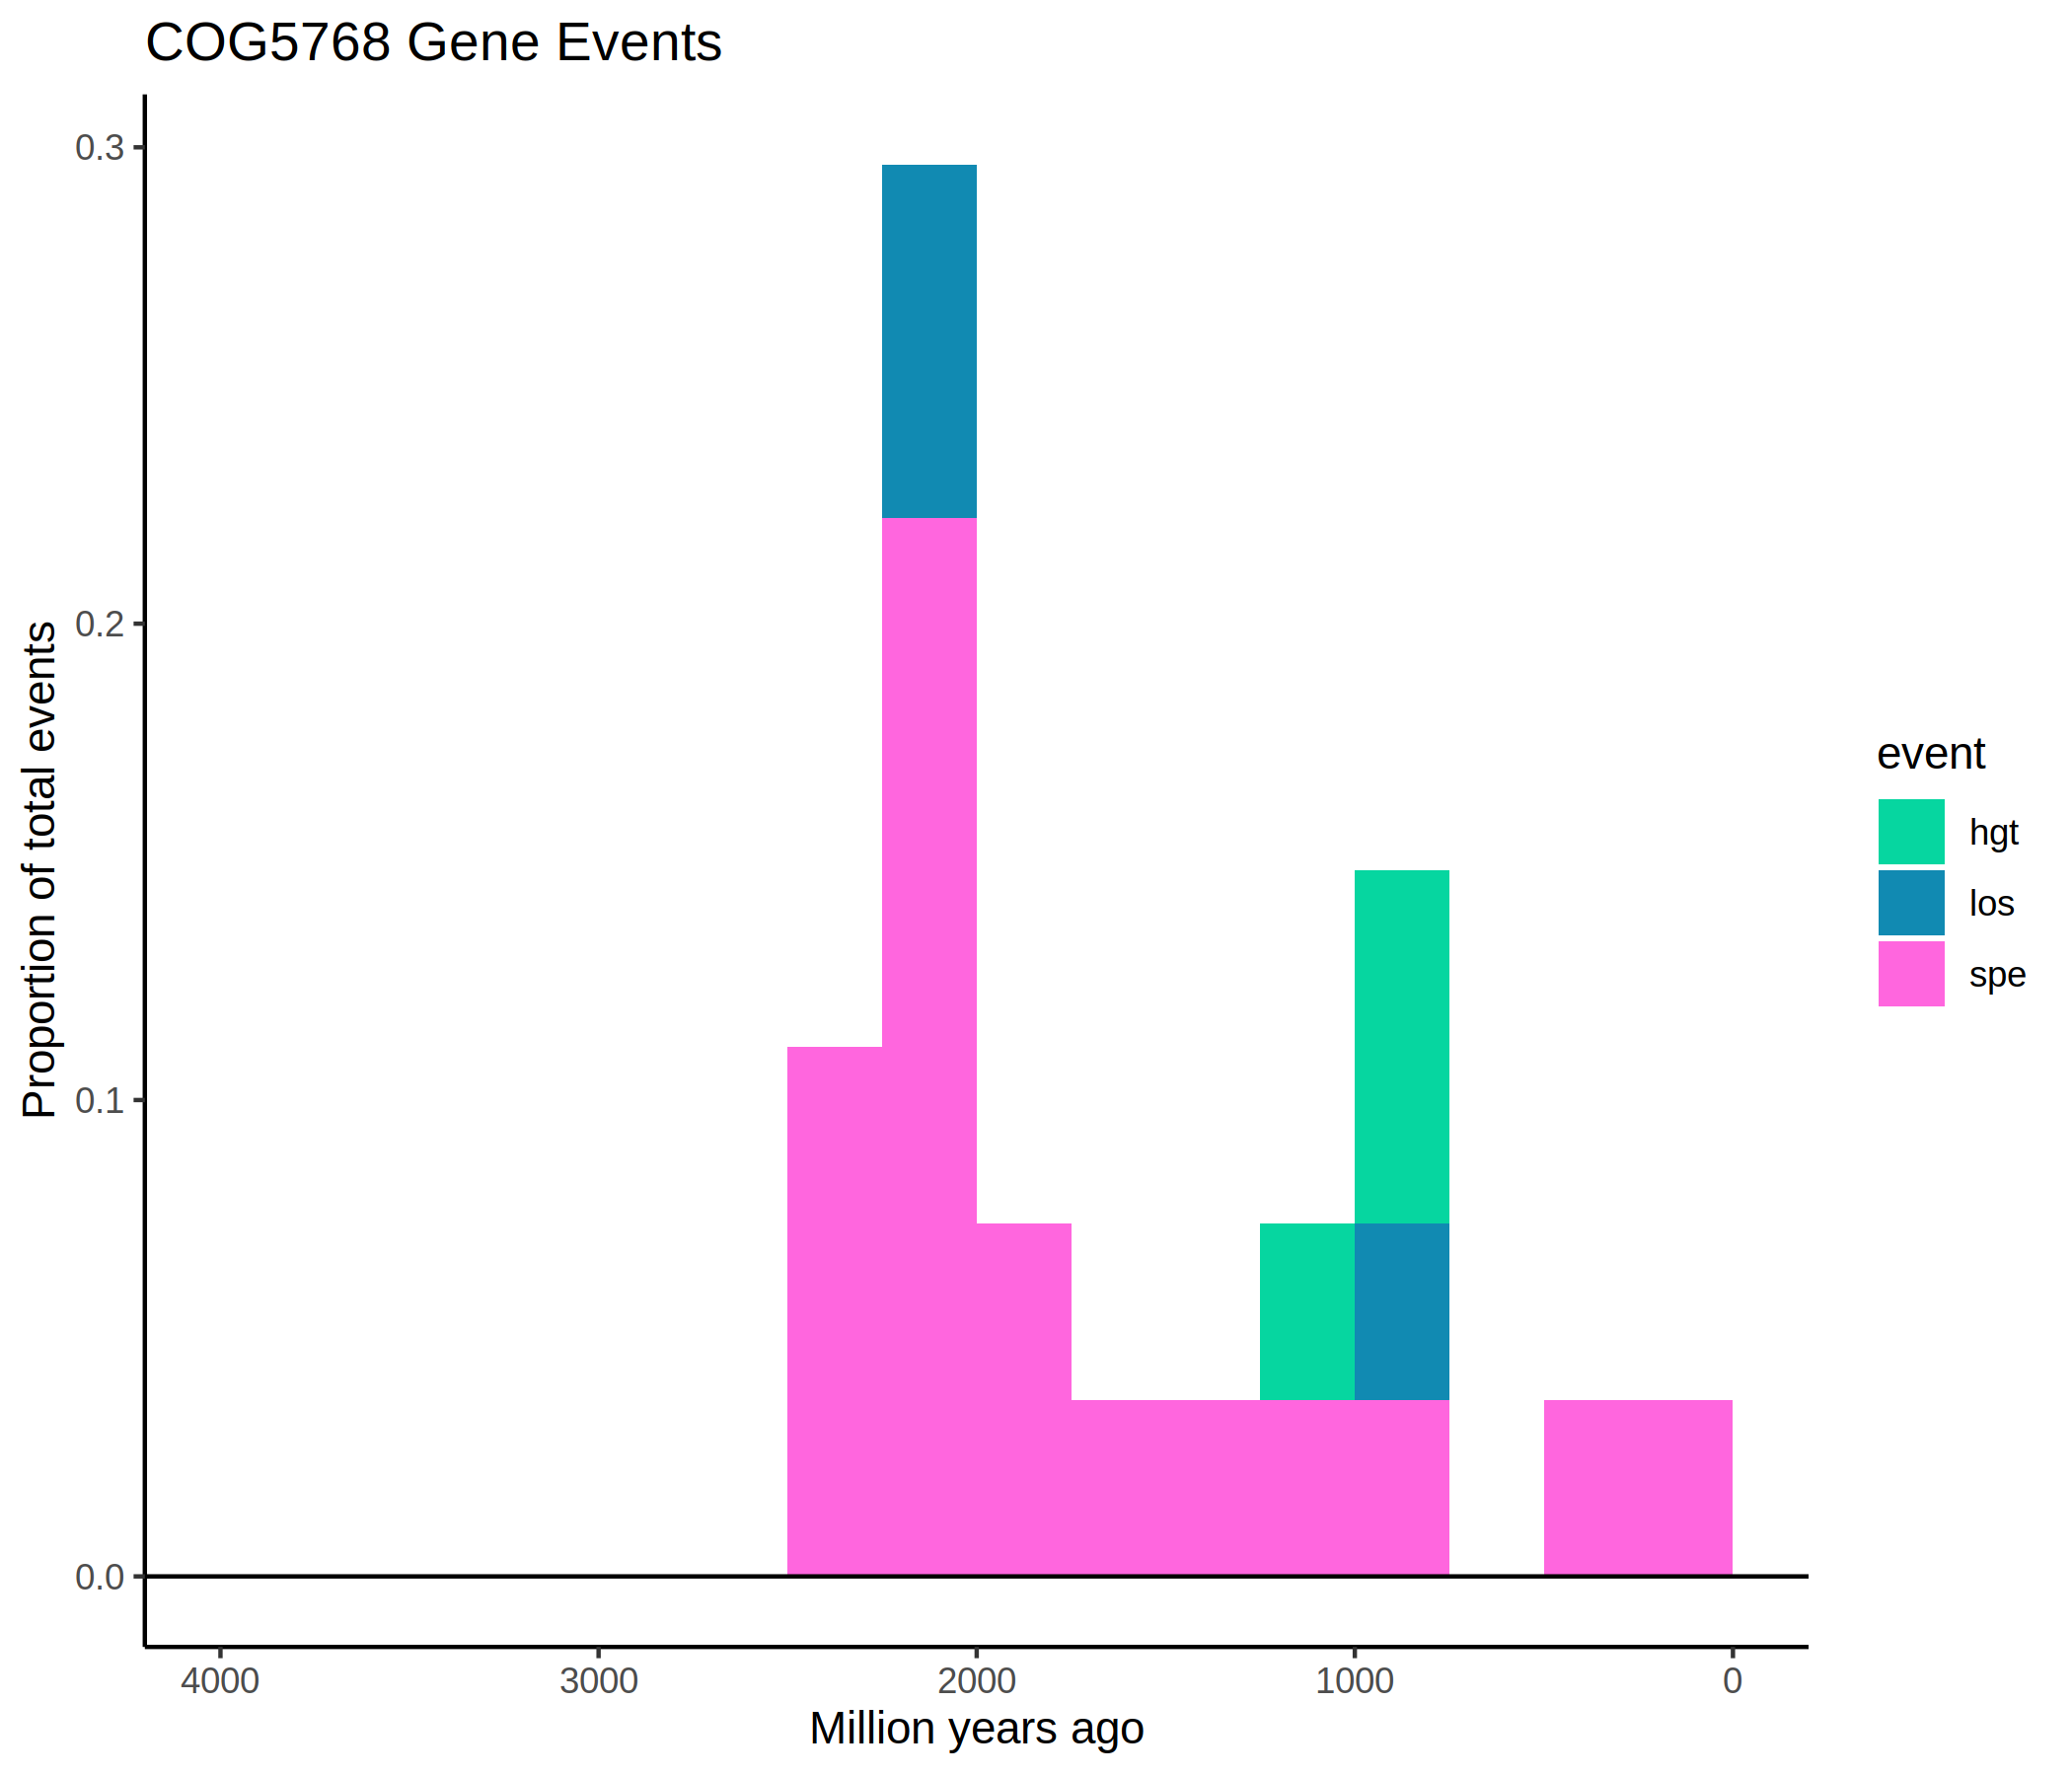 COG5768 Gene Events
Proportion of total events
0.3
0.2
0.1
0.0
4000 3000 2000 1000 0
Million years ago
event
hgt
los
spe